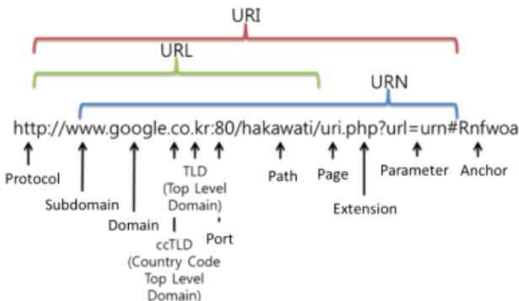 URI
URL
URN
http://www.google.co.kr:80/hakawati/uri.php?url=urn#Rnfwoa
Protocol
Subdomain
Domain
TLD
(Top Level
Domain)
ccTLD
(Country Code
Top Level
Domain)
Port
Path
Page
Extension
Parameter
Anchor